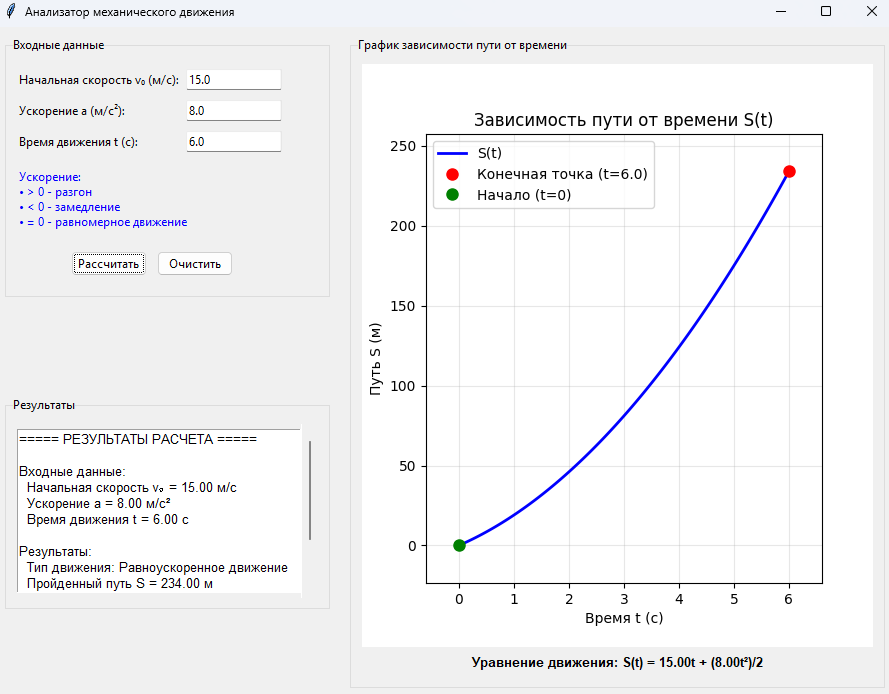 Анализатор механического движения
Входные данные
Начальная скорость v₀ (м/с): 15.0
Ускорение a (м/с²): 8.0
Время движения t (с): 6.0
Ускорение:
• > 0 - разгон
• < 0 - замедление
• = 0 - равномерное движение
Рассчитать Очистить
Результаты
===== РЕЗУЛЬТАТЫ РАСЧЕТА =====
Входные данные:
Начальная скорость v₀ = 15.00 м/с
Ускорение a = 8.00 м/с²
Время движения t = 6.00 с
Результаты:
Тип движения: Равноускоренное движение
Пройденный путь S = 234.00 м
График зависимости пути от времени
Зависимость пути от времени S(t)
S(t)
Конечная точка (t=6.0)
Начало (t=0)
Путь S (м)
250
200
150
100
50
0
0 1 2 3 4 5 6
Время t (с)
Уравнение движения: S(t) = 15.00t + (8.00t²)/2